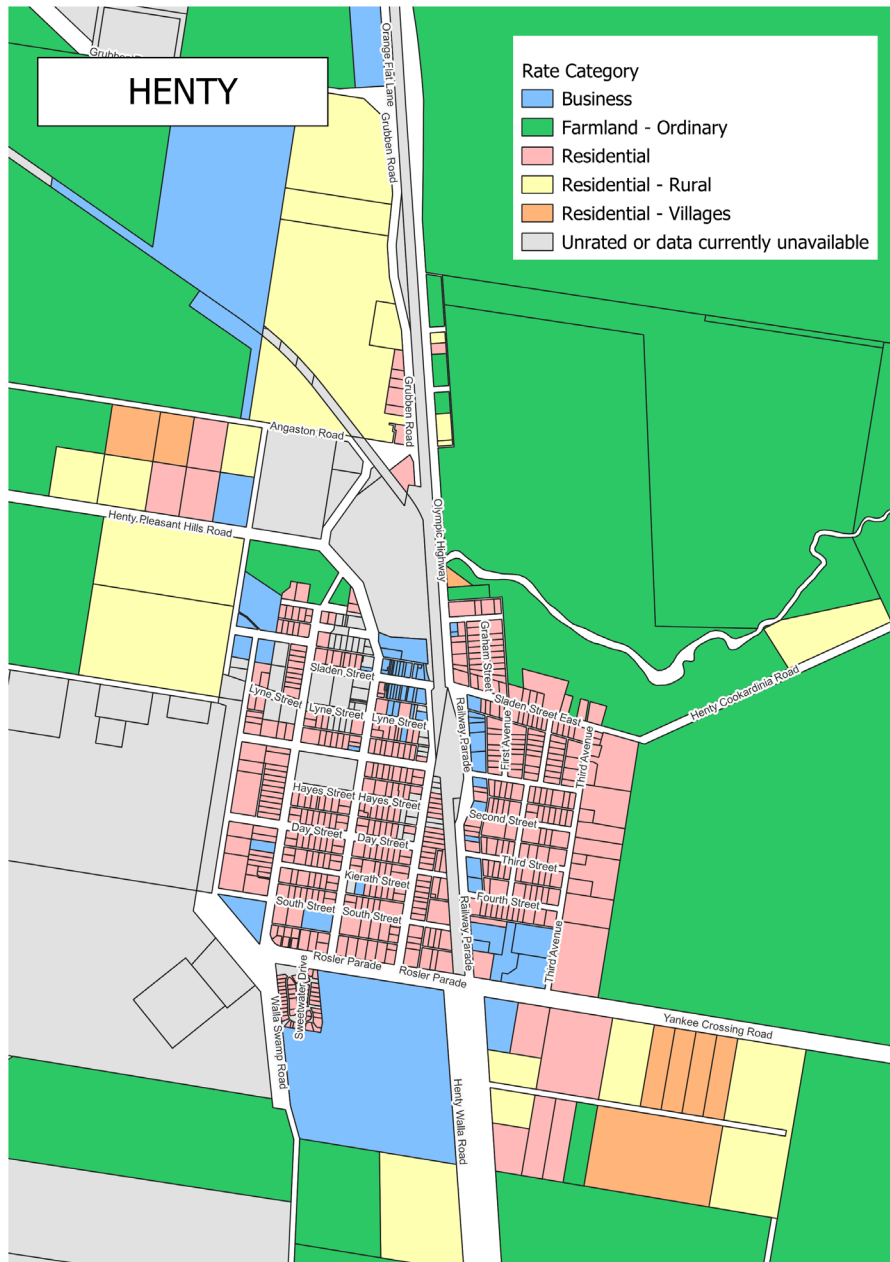 HENTY
Rate Category
Business
Farmland - Ordinary
Residential
Residential - Rural
Residential - Villages
Unrated or data currently unavailable
Orange Flat Lane
Grubben Road
Grubben Road
Angaston Road
Henty Pleasant Hills Road
Olympic Highway
Graham Street
Sladen Street
Sladen Street East
Henty Cookardinia Road
Lyne Street
Lyne Street
Lyne Street
Railway Parade
First Avenue
Third Avenue
Hayes Street
Hayes Street
Second Street
Day Street
Day Street
Third Street
Kierath Street
Fourth Street
South Street
South Street
Railway Parade
Third Avenue
Rosler Parade
Rosler Parade
Sweetwater Drive
Walla Swamp Road
Yankee Crossing Road
Henty Walla Road